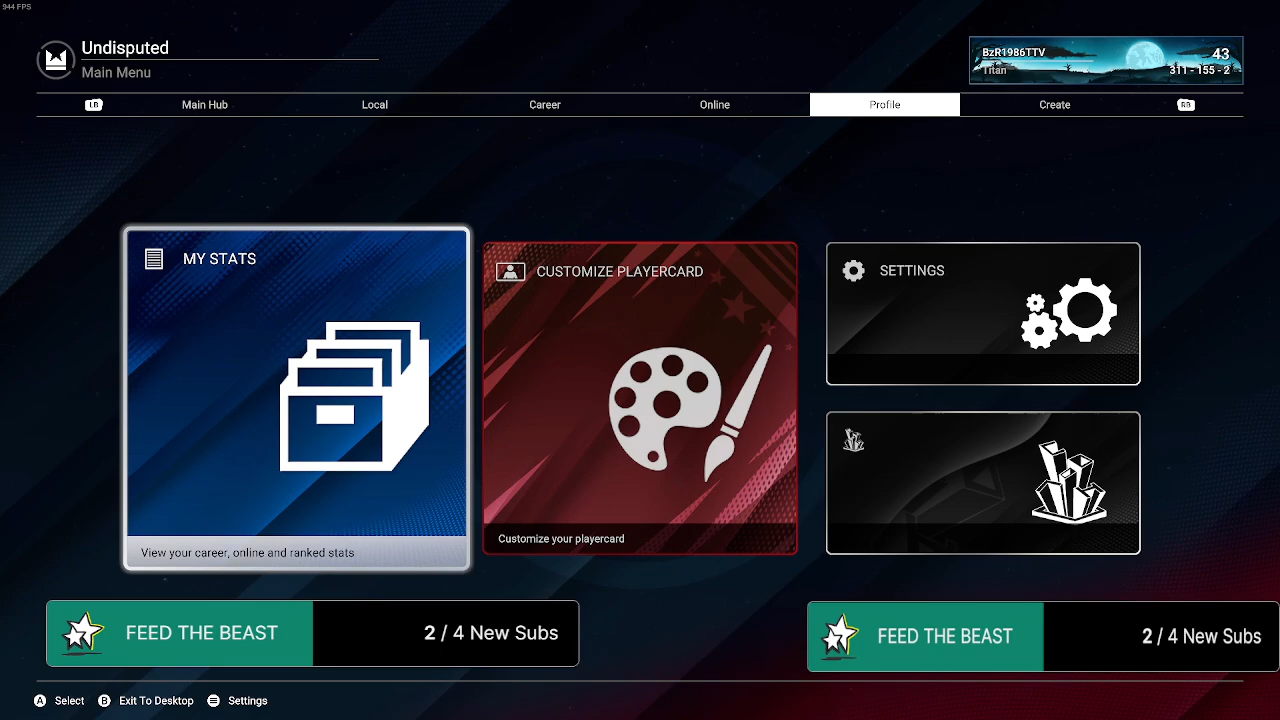 944 FPS
Undisputed
Main Menu
BzR1986TTV
43
Titan
311 - 155 - 2
LB
Main Hub
Local
Career
Online
Profile
Create
RB
MY STATS
View your career, online and ranked stats
CUSTOMIZE PLAYERCARD
Customize your playercard
SETTINGS
FEED THE BEAST
2 / 4 New Subs
FEED THE BEAST
2 / 4 New Subs
A Select
B Exit To Desktop
Settings